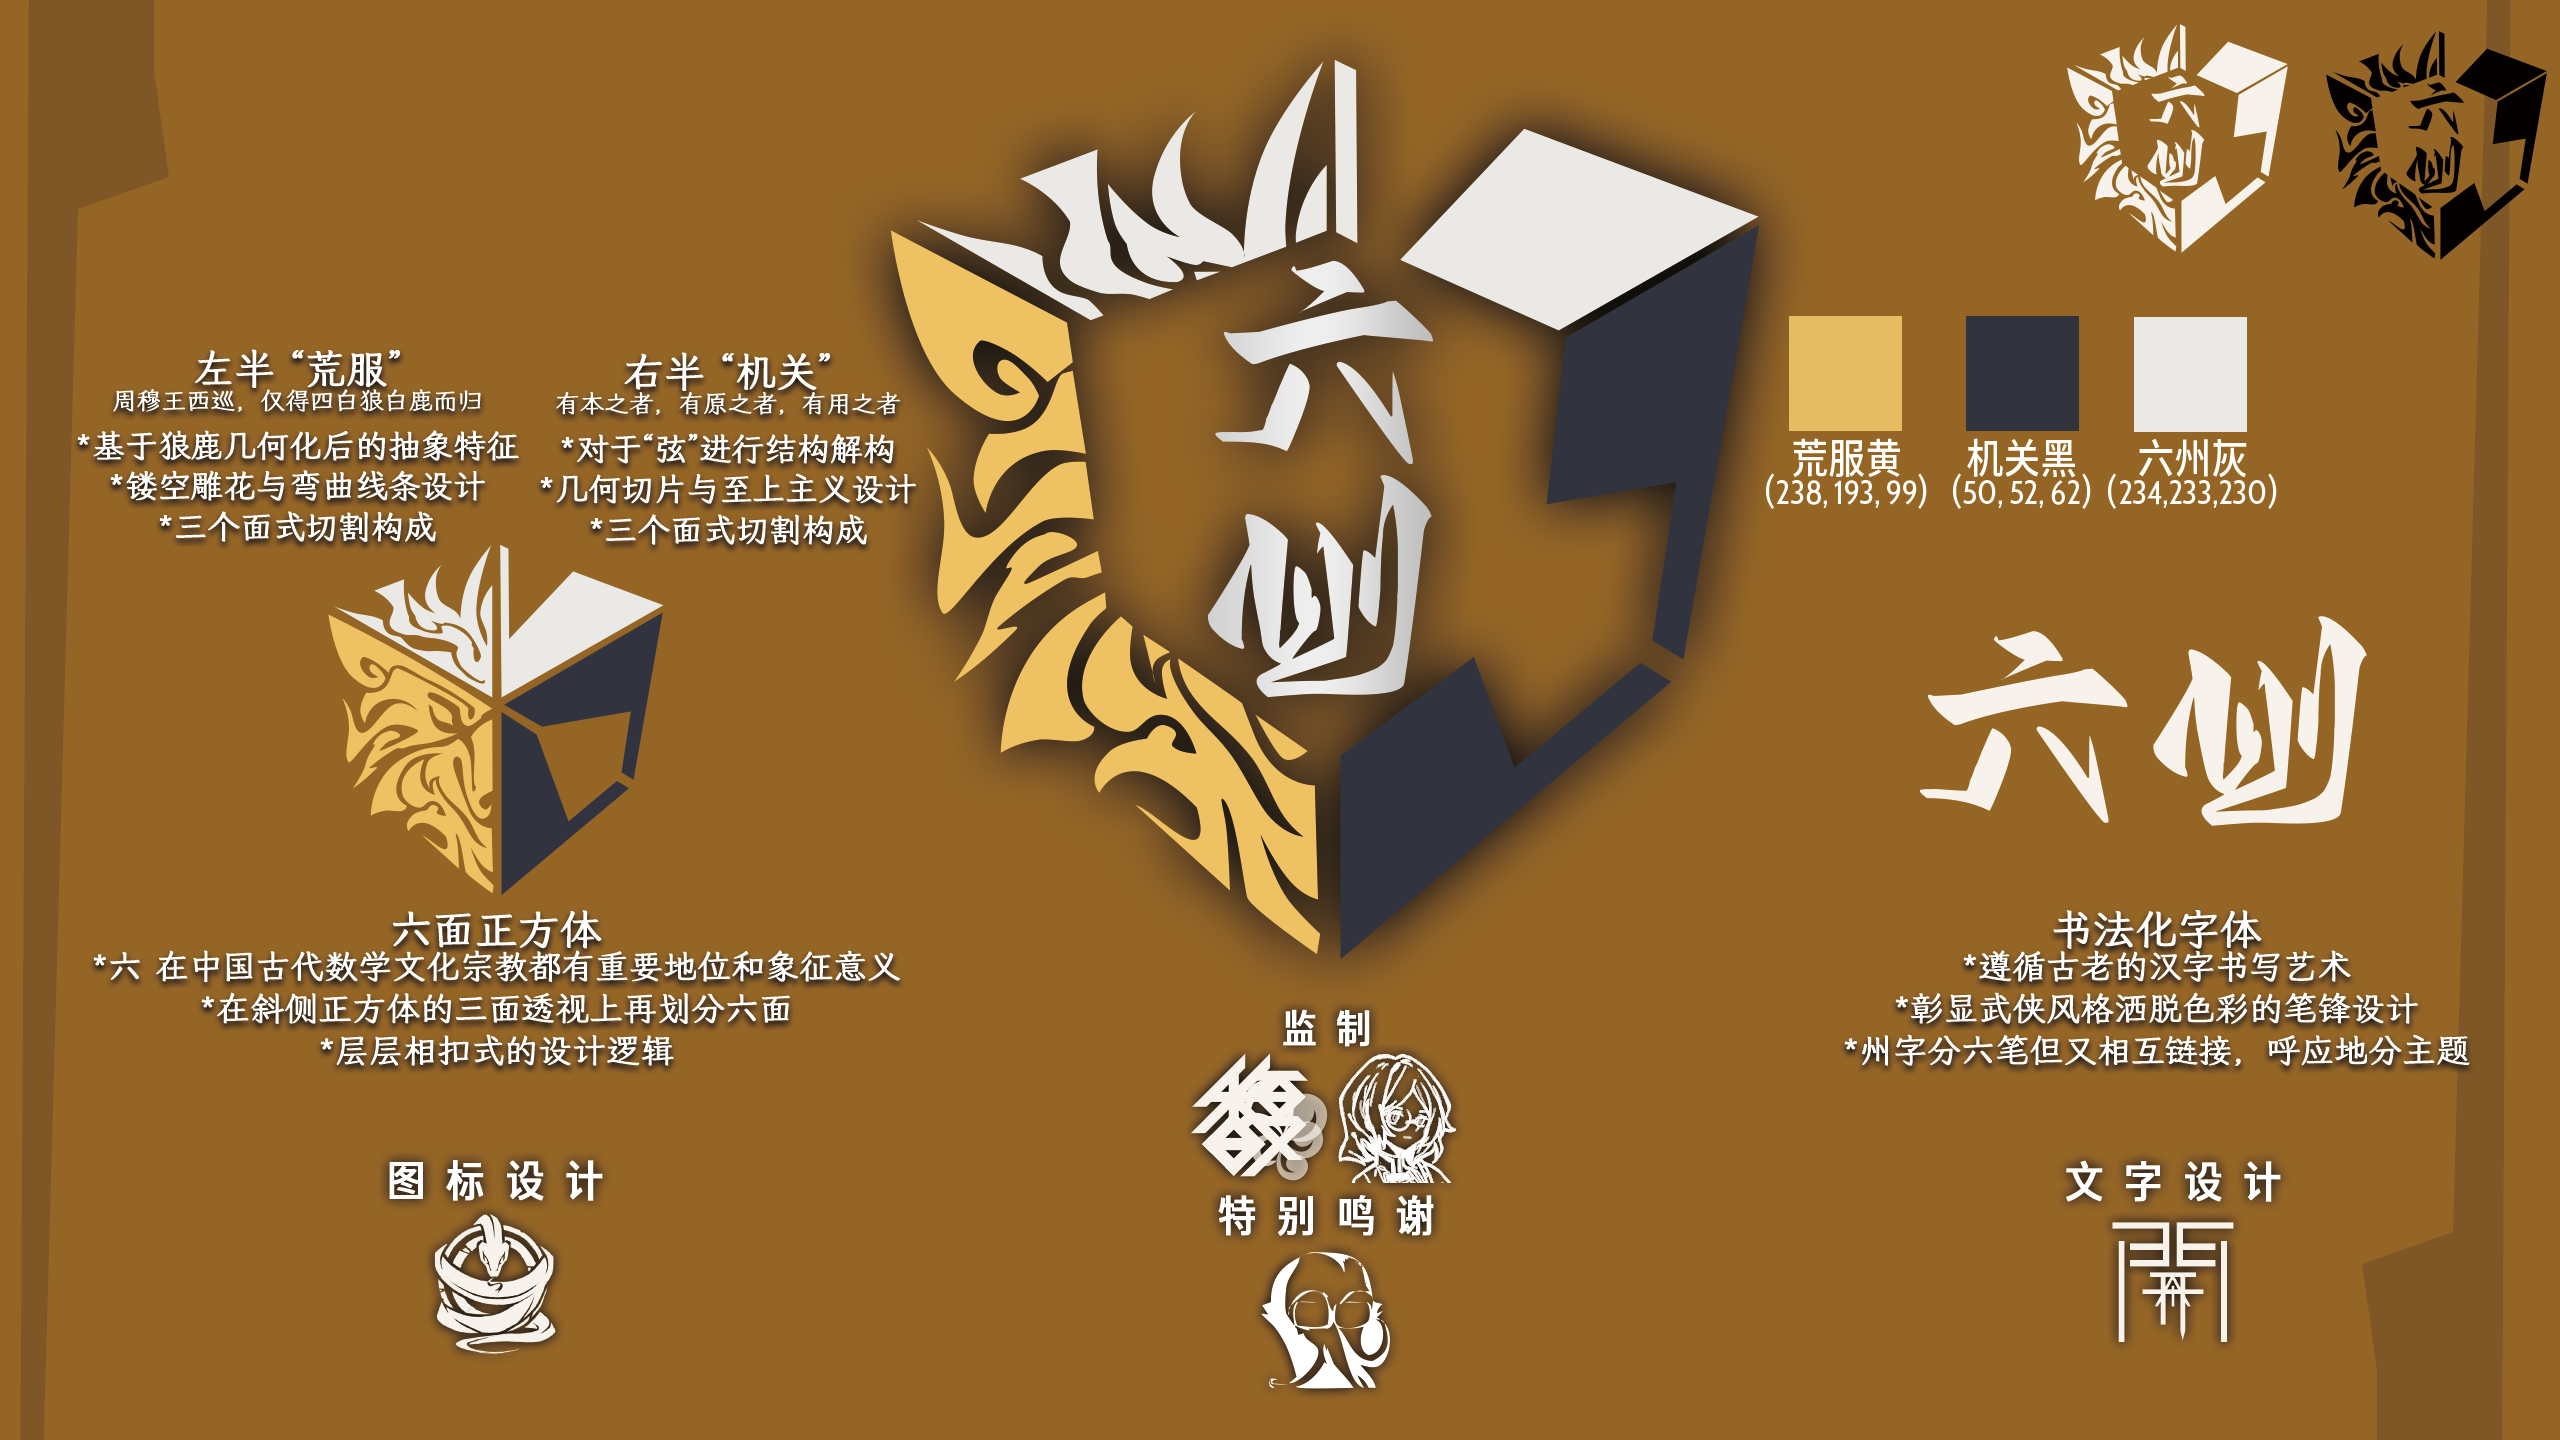 六州
六州
六州
左半“荒服”
周穆王西巡，仅得四白狼白鹿而归
*基于狼鹿几何化后的抽象特征
*镂空雕花与弯曲线条设计
*三个面式切割构成
右半“机关”
有本之者，有原之者，有用之者
*对于“弦”进行结构解构
*几何切片与至上主义设计
*三个面式切割构成
荒服黄
(238, 193, 99)
机关黑
(50, 52, 62)
六州灰
(234,233,230)
六州
六面正方体
*六 在中国古代数学文化宗教都有重要地位和象征意义
*在斜侧正方体的三面透视上再划分六面
*层层相扣式的设计逻辑
书法化字体
*遵循古老的汉字书写艺术
*彰显武侠风格洒脱色彩的笔锋设计
*州字分六笔但又相互链接，呼应地分主题
监制
特别鸣谢
图标设计
文字设计